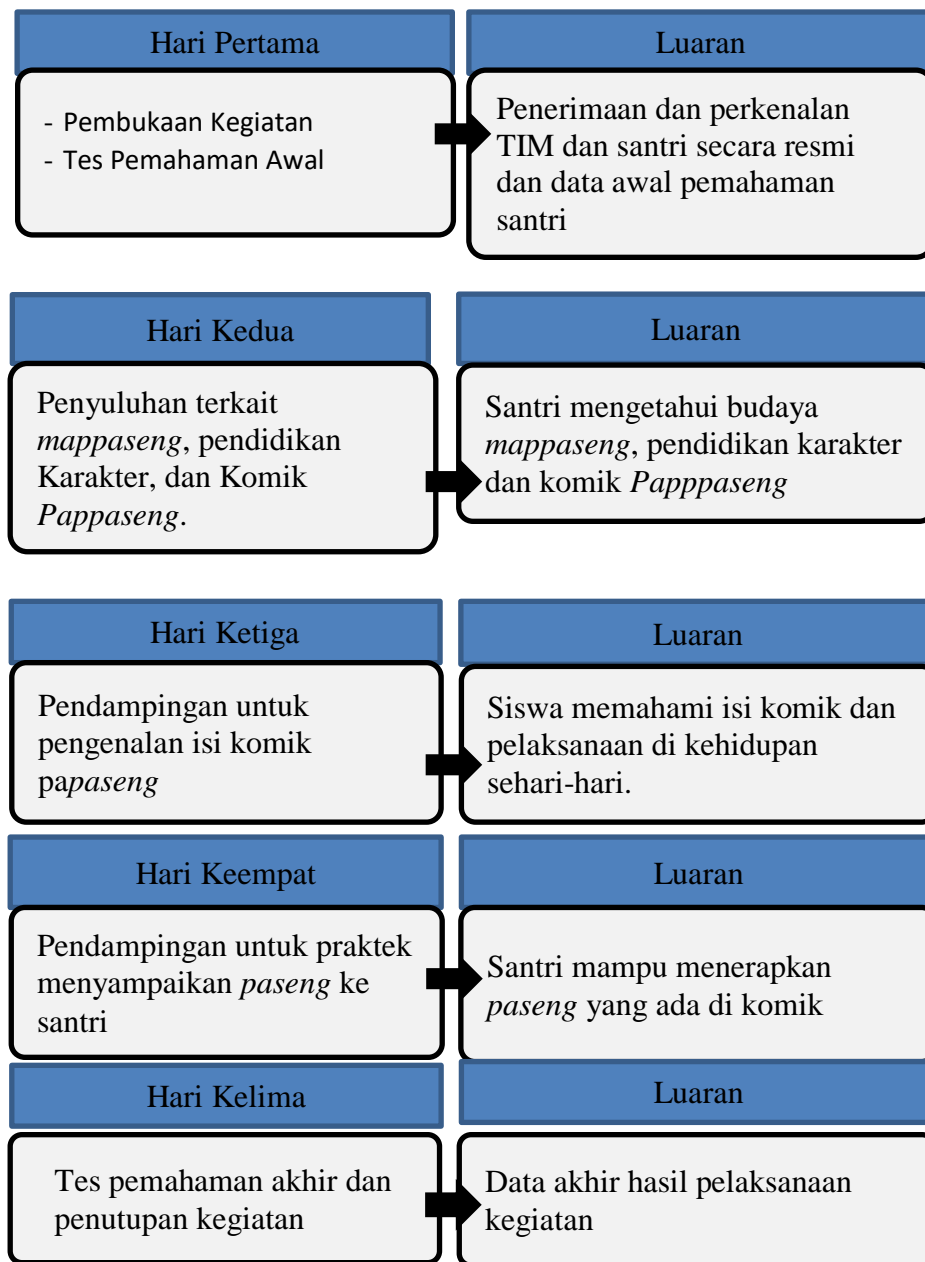 Hari Pertama
Luaran
- Pembukaan Kegiatan
- Tes Pemahaman Awal
Penerimaan dan perkenalan
TIM dan santri secara resmi
dan data awal pemahaman
santri
Hari Kedua
Luaran
Penyuluhan terkait
mappaseng, pendidikan
Karakter, dan Komik
Pappaseng.
Santri mengetahui budaya
mappaseng, pendidikan karakter
dan komik Papppaseng
Hari Ketiga
Luaran
Pendampingan untuk
pengenalan isi komik
papaseng
Siswa memahami isi komik dan
pelaksanaan di kehidupan
sehari-hari.
Hari Keempat
Luaran
Pendampingan untuk praktek
menyampaikan paseng ke
santri
Santri mampu menerapkan
paseng yang ada di komik
Hari Kelima
Luaran
Tes pemahaman akhir dan
penutupan kegiatan
Data akhir hasil pelaksanaan
kegiatan